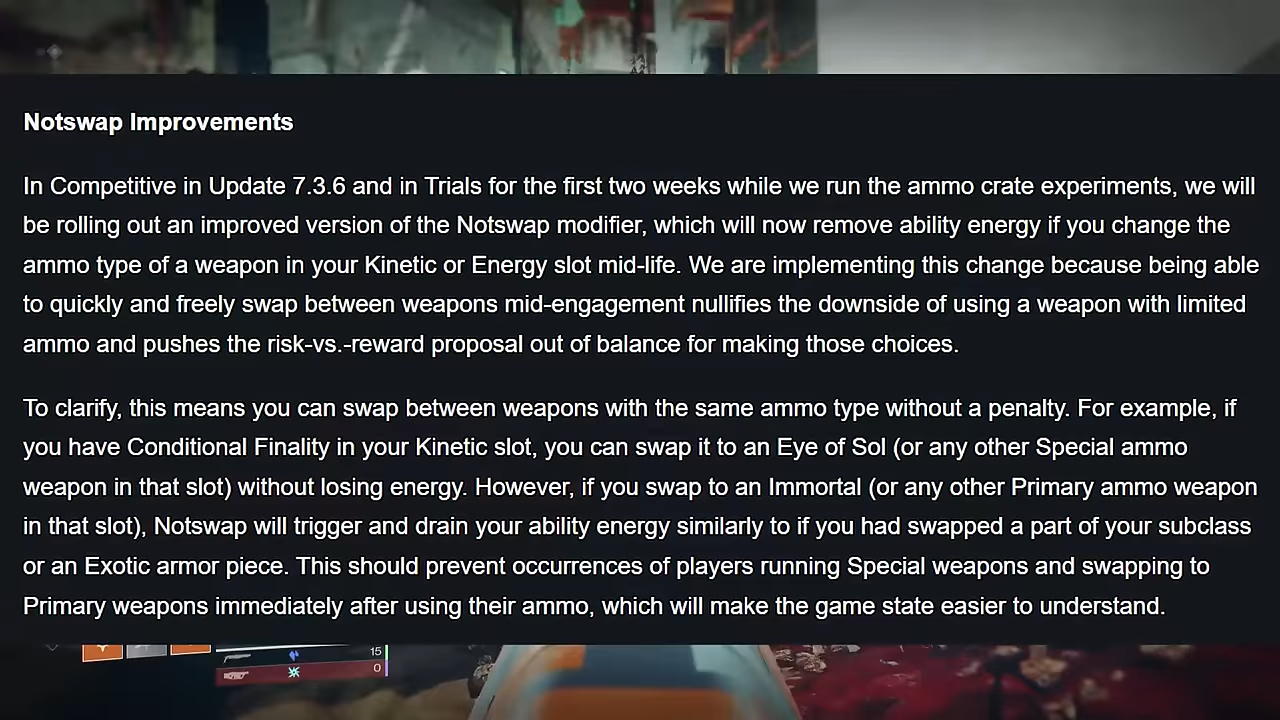 Notswap Improvements
In Competitive in Update 7.3.6 and in Trials for the first two weeks while we run the ammo crate experiments, we will
be rolling out an improved version of the Notswap modifier, which will now remove ability energy if you change the
ammo type of a weapon in your Kinetic or Energy slot mid-life. We are implementing this change because being able
to quickly and freely swap between weapons mid-engagement nullifies the downside of using a weapon with limited
ammo and pushes the risk-vs.-reward proposal out of balance for making those choices.
To clarify, this means you can swap between weapons with the same ammo type without a penalty. For example, if
you have Conditional Finality in your Kinetic slot, you can swap it to an Eye of Sol (or any other Special ammo
weapon in that slot) without losing energy. However, if you swap to an Immortal (or any other Primary ammo weapon
in that slot), Notswap will trigger and drain your ability energy similarly to if you had swapped a part of your subclass
or an Exotic armor piece. This should prevent occurrences of players running Special weapons and swapping to
Primary weapons immediately after using their ammo, which will make the game state easier to understand.
15
0